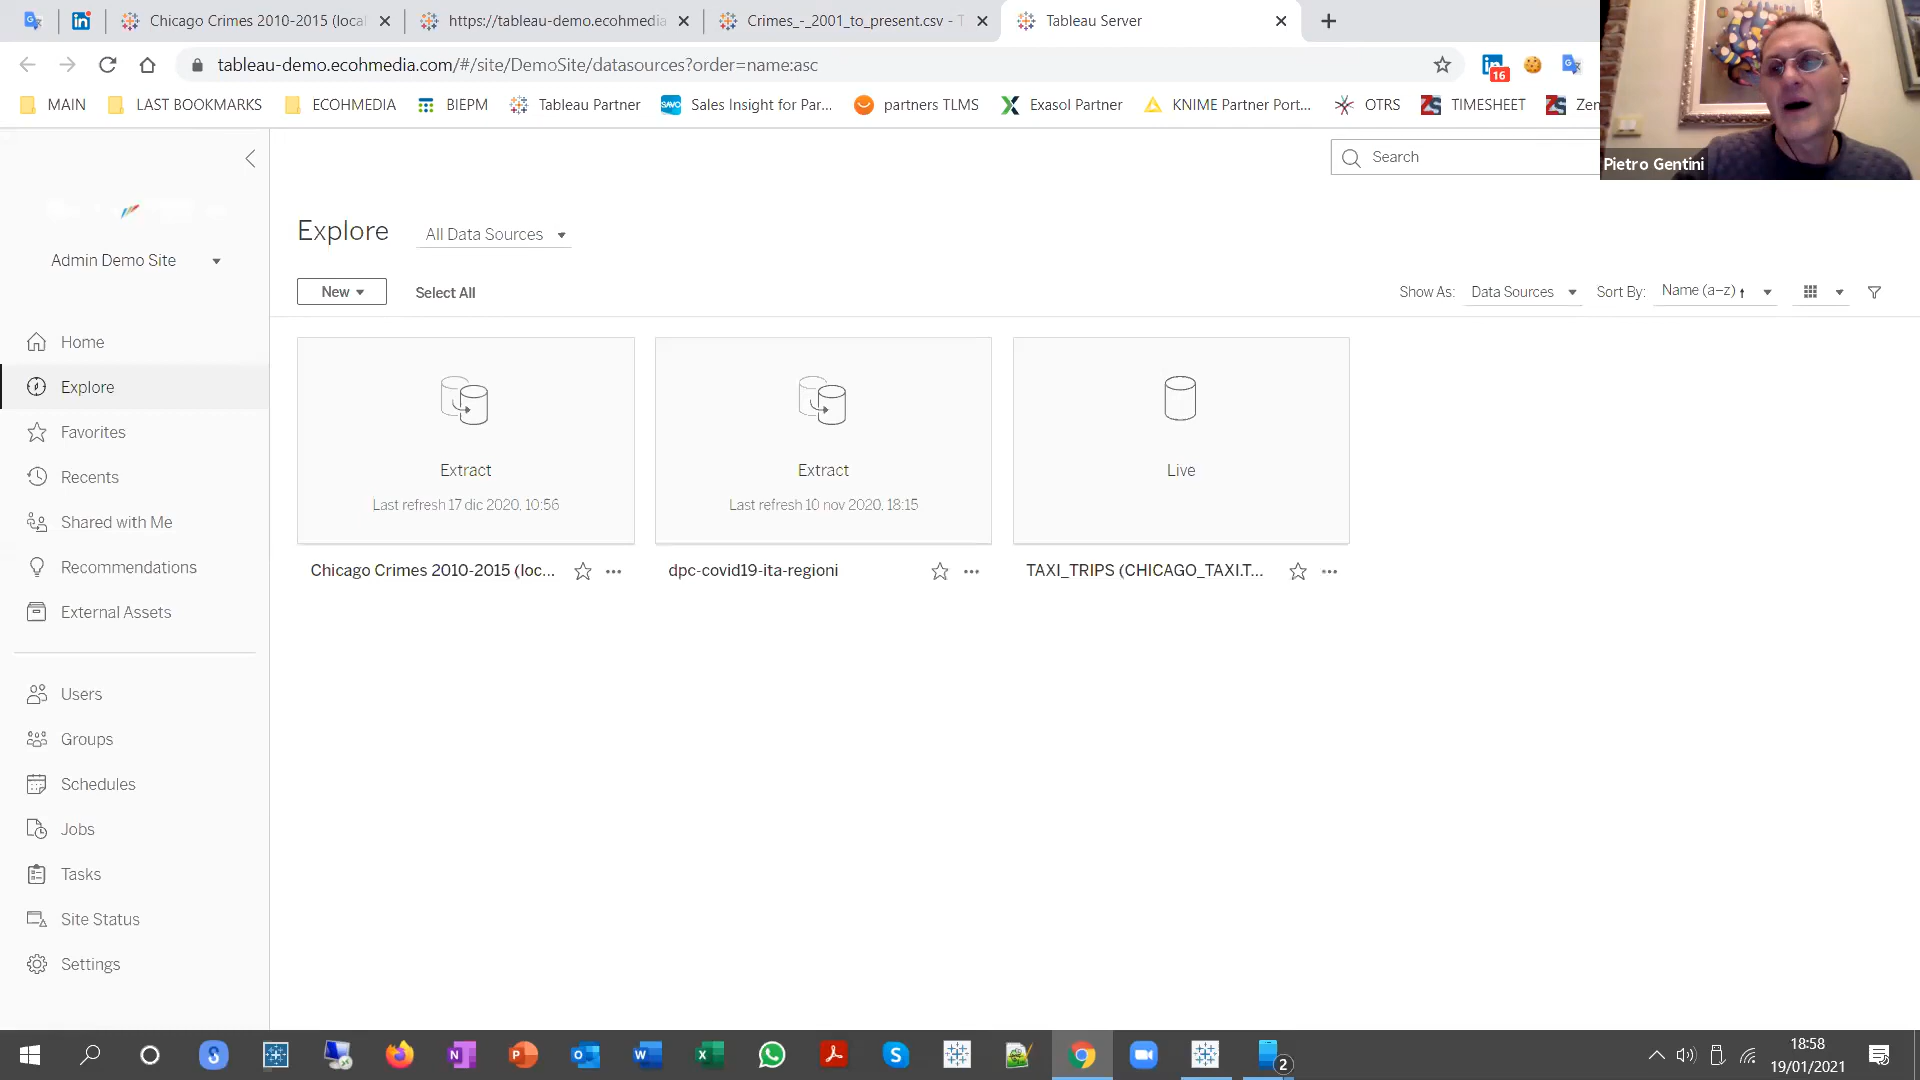 Chicago Crimes 2010-2015 (local
https://tableau-demo.ecohmedia
Crimes_-_2001_to_present.csv - T
Tableau Server
tableau-demo.ecohmedia.com/#/site/DemoSite/datasources?order=name:asc
16
MAIN
LAST BOOKMARKS
ECOHMEDIA
BIEPM
Tableau Partner
Sales Insight for Par...
partners TLMS
Exasol Partner
KNIME Partner Port...
OTRS
TIMESHEET
Zen
Pietro Gentini
Search
Explore
All Data Sources
Admin Demo Site
New
Select All
Show As:
Data Sources
Sort By:
Name (a–z)
Home
Explore
Favorites
Recents
Shared with Me
Recommendations
External Assets
Users
Groups
Schedules
Jobs
Tasks
Site Status
Settings
Extract
Last refresh 17 dic 2020, 10:56
Chicago Crimes 2010-2015 (loc...
Extract
Last refresh 10 nov 2020, 18:15
dpc-covid19-ita-regioni
Live
TAXI_TRIPS (CHICAGO_TAXI.T...
2
18:58
19/01/2021